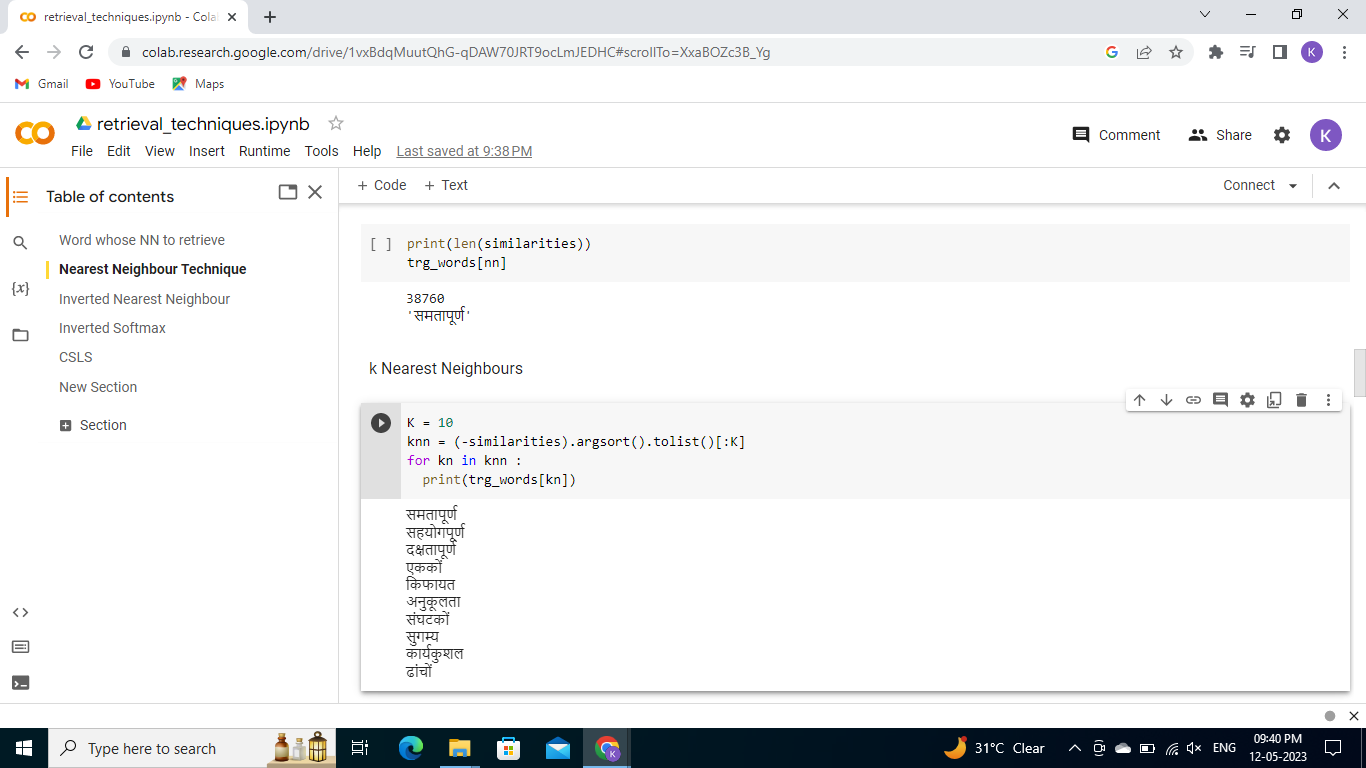 retrieval_techniques.ipynb - Cola
colab.research.google.com/drive/1vxBdqMuutQhG-qDAW70JRT9ocLmJEDHC#scrollTo=XxaBOZc3B_Yg
K
Gmail
YouTube
Maps
retrieval_techniques.ipynb
File Edit View Insert Runtime Tools Help Last saved at 9:38 PM
Comment
Share
K
Table of contents
+ Code + Text
Connect
Word whose NN to retrieve
Nearest Neighbour Technique
Inverted Nearest Neighbour
Inverted Softmax
CSLS
New Section
Section
{x}
[ ] print(len(similarities))
trg_words[nn]
38760
'समतापूर्ण'
k Nearest Neighbours
K = 10
knn = (-similarities).argsort().tolist()[:K]
for kn in knn :
print(trg_words[kn])
समतापूर्ण
सहयोगपूर्ण
दक्षतापूर्ण
एककों
किफायत
अनुकूलता
संघटकों
सुगम्य
कार्यकुशल
ढांचों
Type here to search
K
31°C Clear
ENG
09:40 PM
12-05-2023